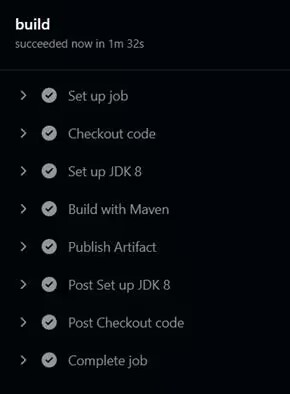 build
succeeded now in 1m 32s
Set up job
Checkout code
Set up JDK 8
Build with Maven
Publish Artifact
Post Set up JDK 8
Post Checkout code
Complete job